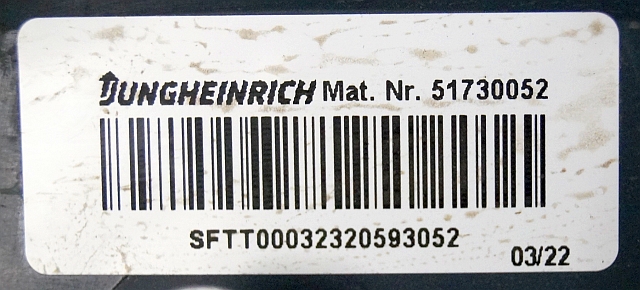 JUNGHEINRICH Mat. Nr. 51730052
SFTT00032320593052
03/22